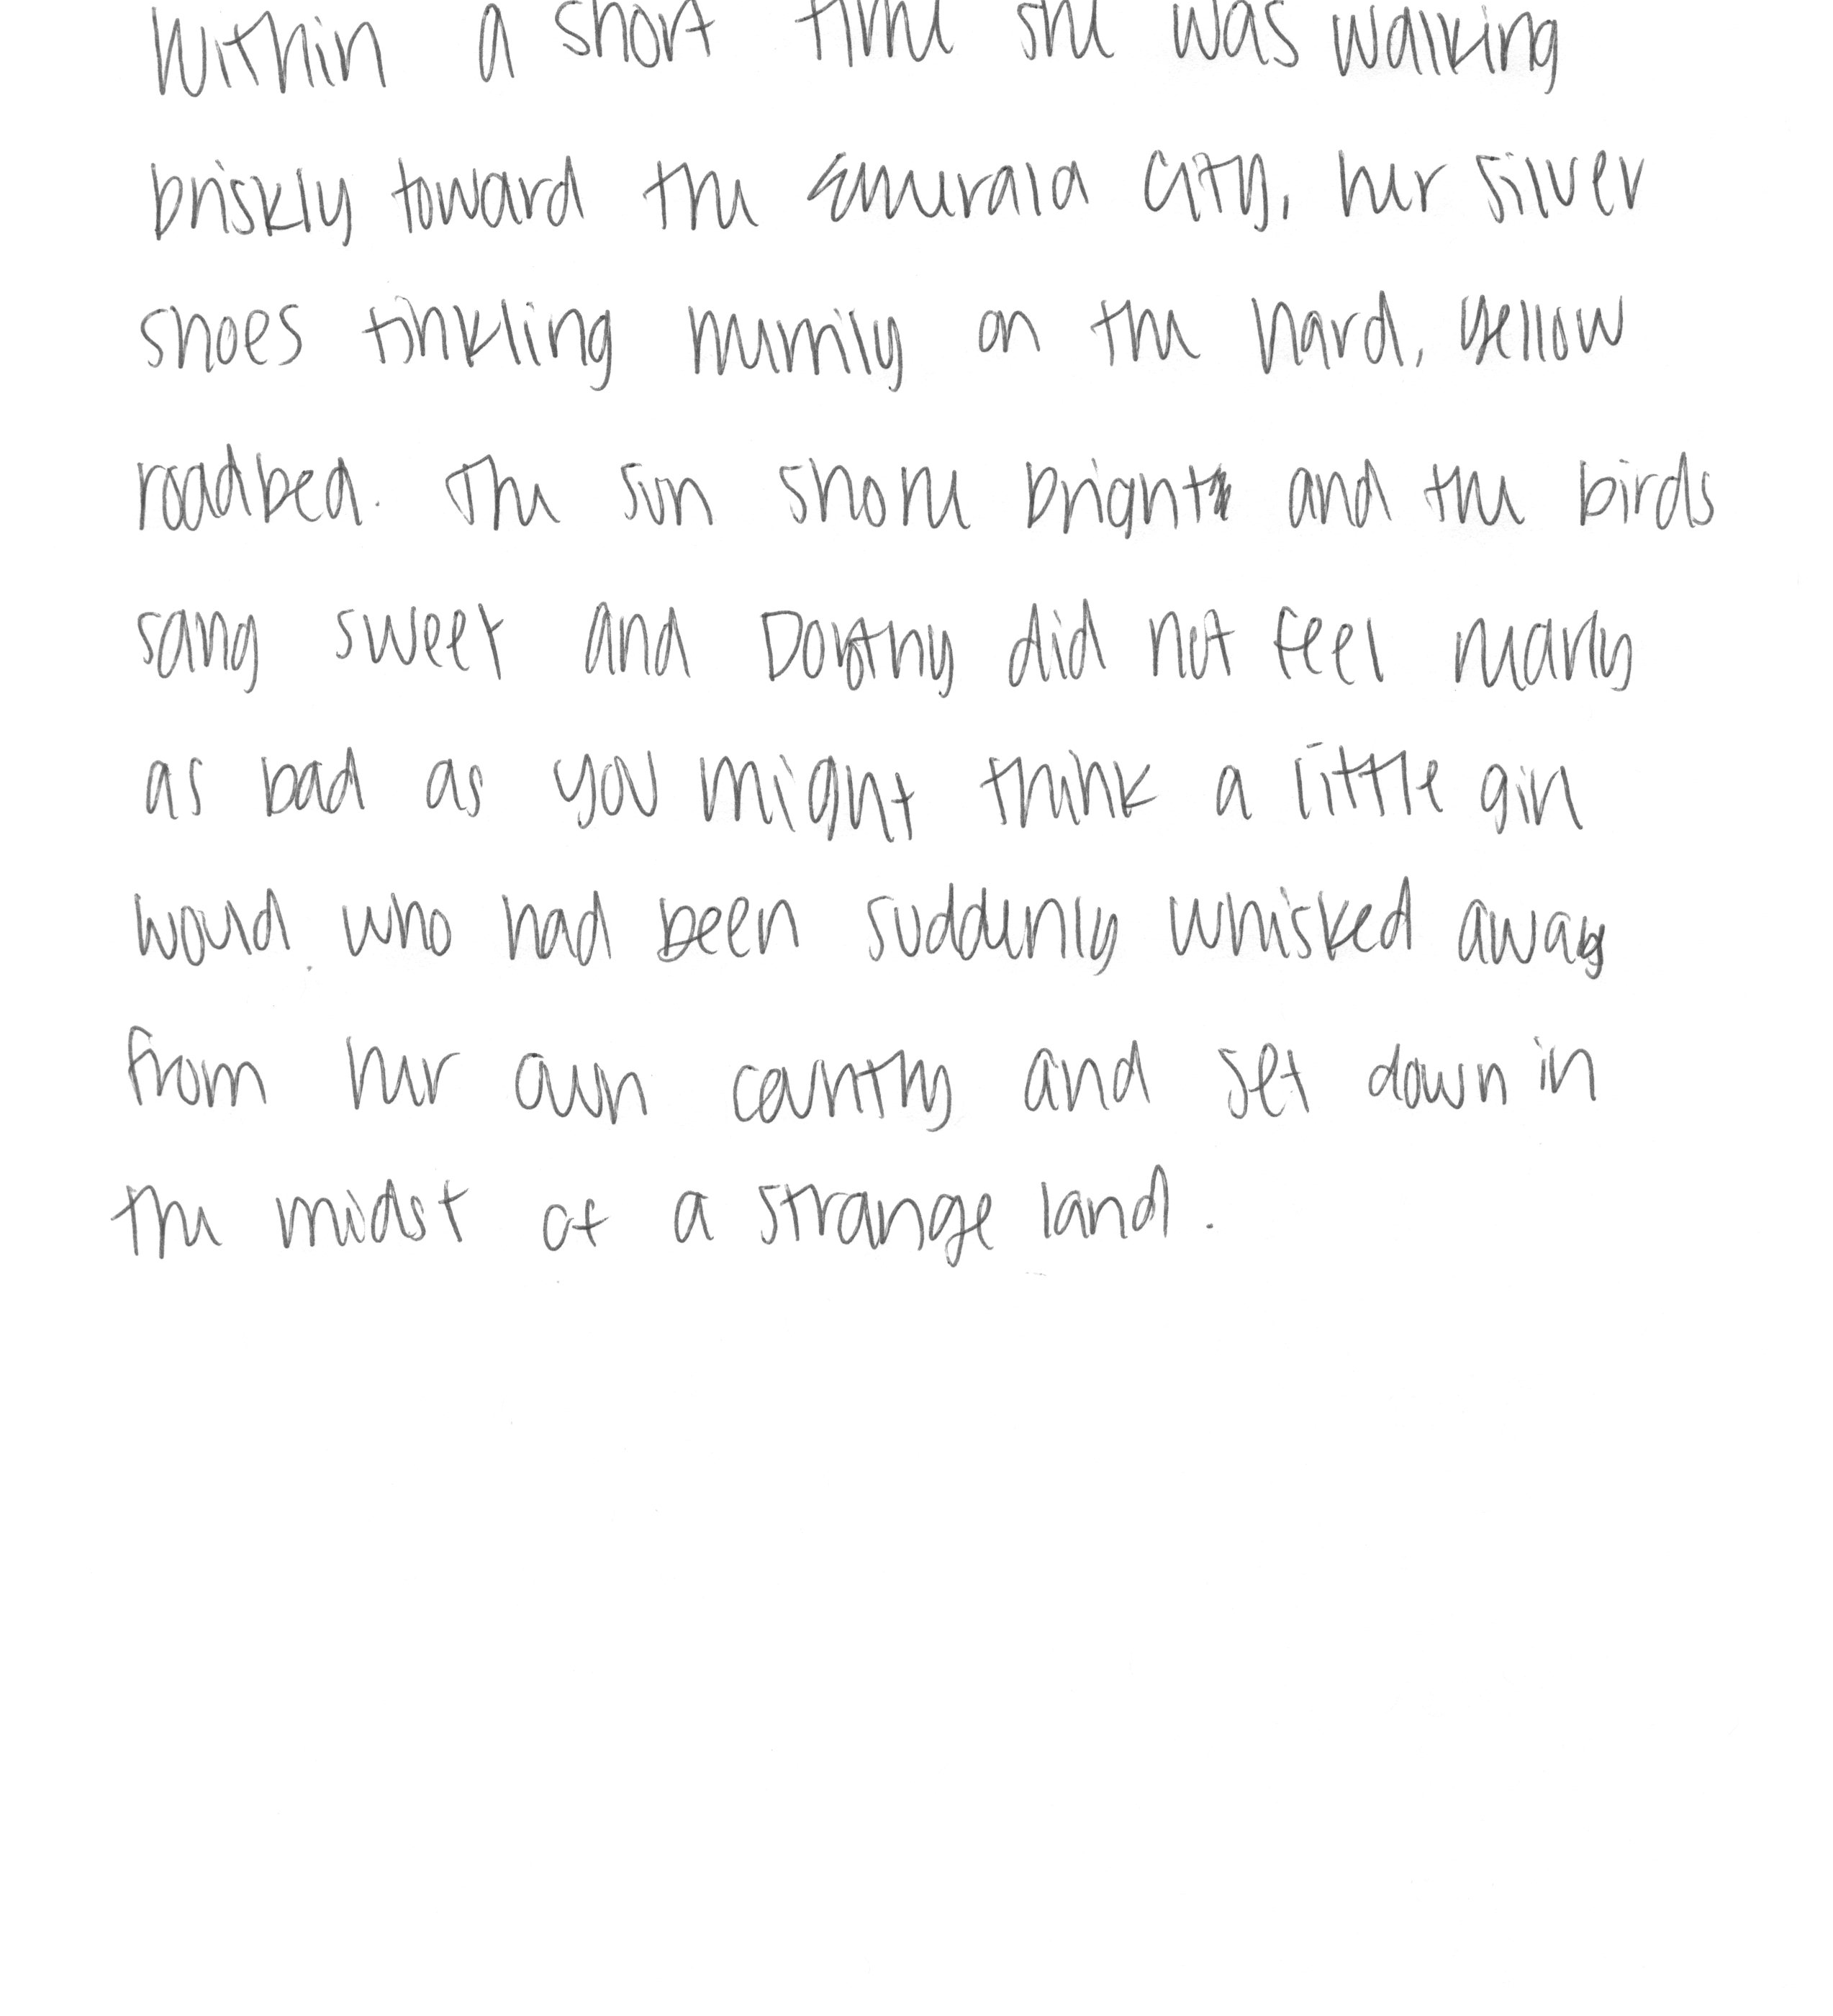 Within a short time she was walking
briskly toward the Emerald City, her silver
shoes tinkling merrily on the hard, yellow
roadbed. The sun shone bright and the birds
sang sweet and Dorothy did not feel nearly
as bad as you might think a little girl
would who had been suddenly whisked away
from her own country and set down in
the midst of a strange land.